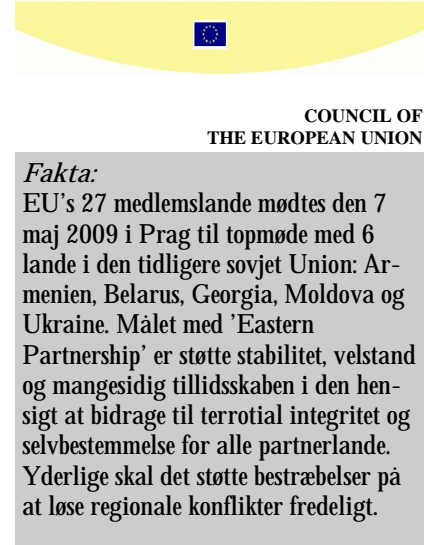 COUNCIL OF
THE EUROPEAN UNION
Fakta:
EU's 27 medlemslande mødtes den 7
maj 2009 i Prag til topmøde med 6
lande i den tidligere sovjet Union: Ar-
menien, Belarus, Georgia, Moldova og
Ukraine. Målet med 'Eastern
Partnership' er støtte stabilitet, velstand
og mangesidig tillidsskaben i den hen-
sigt at bidrage til terrotial integritet og
selvbestemmelse for alle partnerlande.
Yderlige skal det støtte bestræbelser på
at løse regionale konflikter fredeligt.